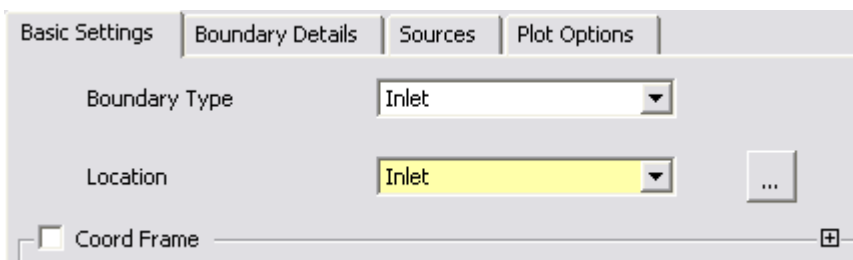 Basic Settings Boundary Details Sources Plot Options
Boundary Type Inlet
Location Inlet ...
Coord Frame